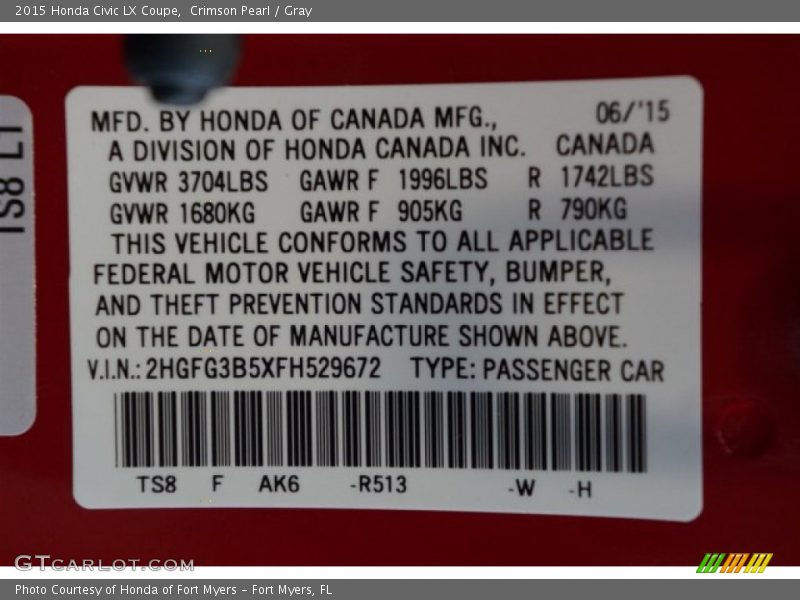 2015 Honda Civic LX Coupe,  Crimson Pearl / Gray
TS8 LT
MFD. BY HONDA OF CANADA MFG., 06/'15
A DIVISION OF HONDA CANADA INC. CANADA
GVWR 3704LBS GAWR F 1996LBS R 1742LBS
GVWR 1680KG GAWR F 905KG R 790KG
THIS VEHICLE CONFORMS TO ALL APPLICABLE
FEDERAL MOTOR VEHICLE SAFETY, BUMPER,
AND THEFT PREVENTION STANDARDS IN EFFECT
ON THE DATE OF MANUFACTURE SHOWN ABOVE.
V.I.N.: 2HGFG3B5XFH529672 TYPE: PASSENGER CAR
TS8 F AK6 -R513 -W -H
GTCARLOT.COM
Photo Courtesy of Honda of Fort Myers – Fort Myers, FL